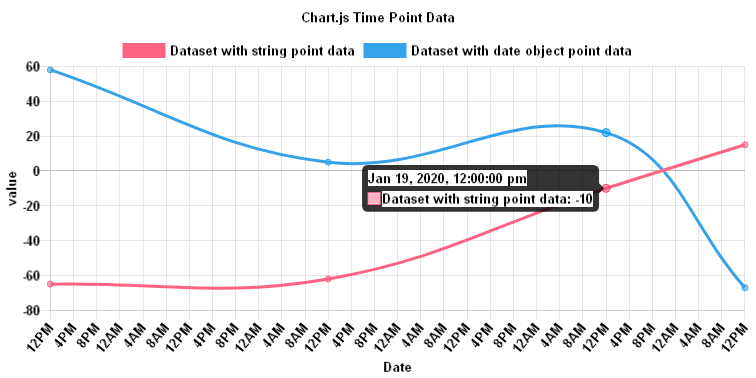 Chart.js Time Point Data
Dataset with string point data
Dataset with date object point data
value
60
40
20
0
-20
-40
-60
-80
Jan 19, 2020, 12:00:00 pm
Dataset with string point data: -10
12PM
4PM
8PM
12AM
4AM
8AM
12PM
4PM
8PM
12AM
4AM
8AM
12PM
4PM
8PM
12AM
4AM
8AM
12PM
4PM
8PM
12AM
4AM
8AM
12PM
4PM
8PM
12AM
4AM
8AM
12PM
Date